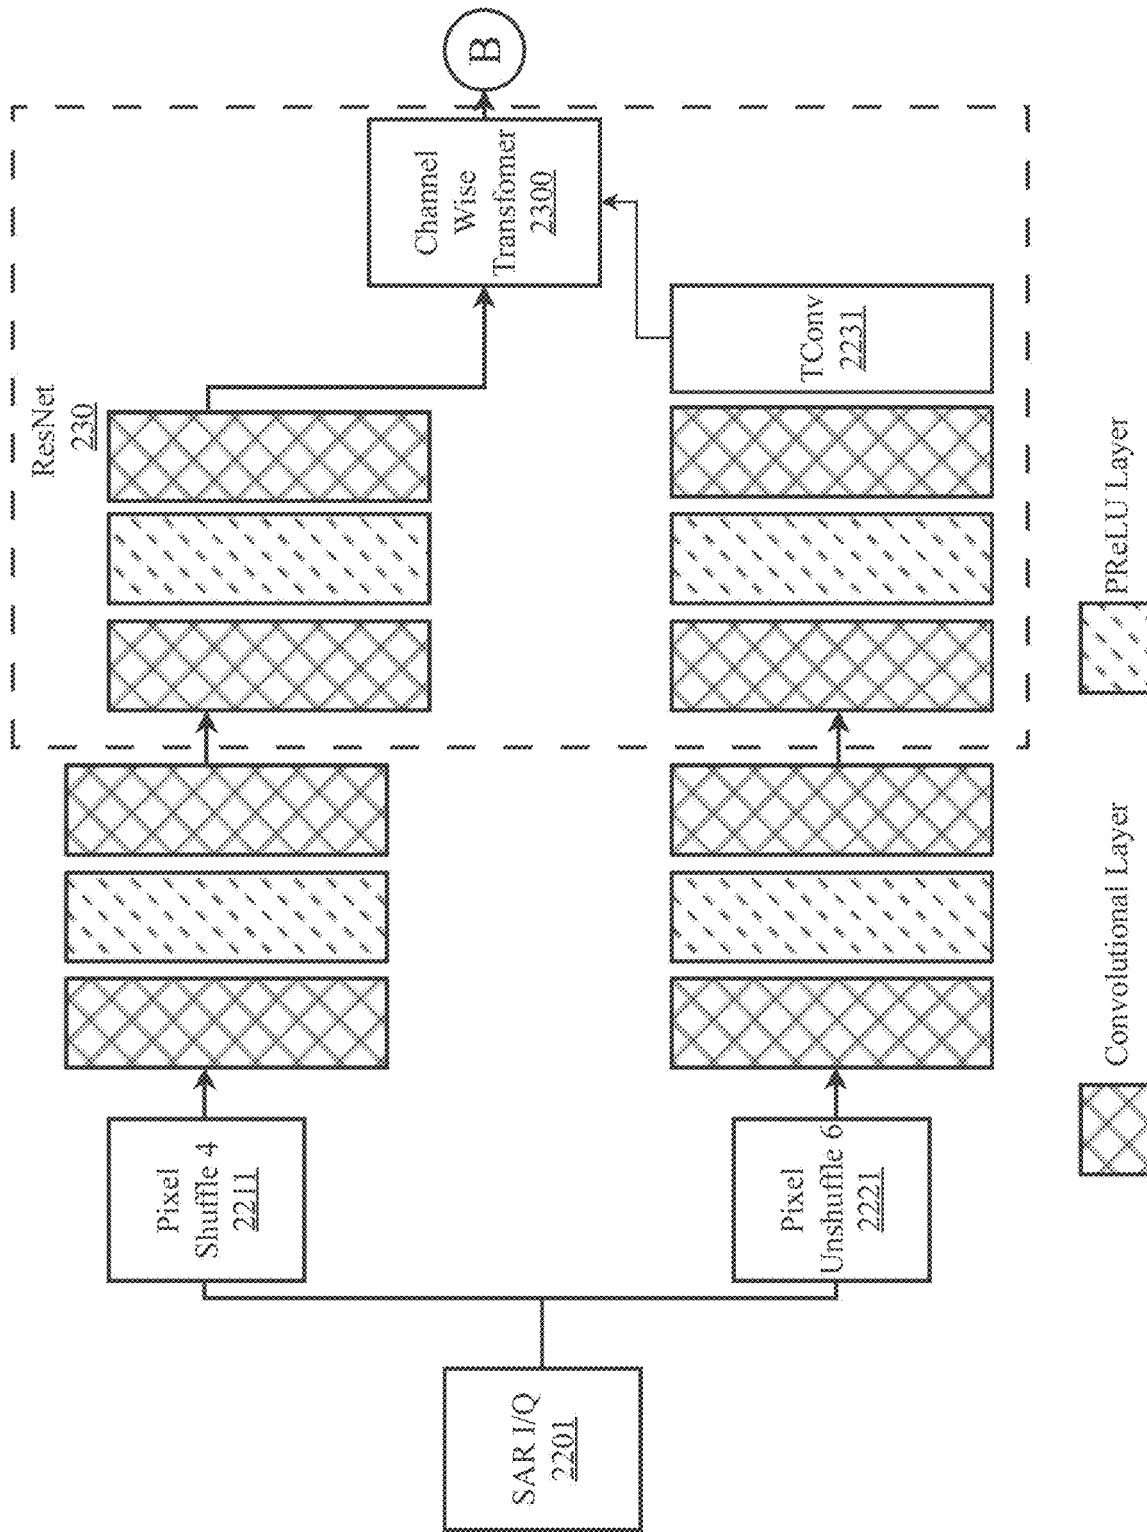 SAR I/Q
2201
Pixel
Shuffle 4
2211
Pixel
Unshuffle 6
2221
ResNet
230
TConv
2231
Channel
Wise
Transfomer
2300
B
Convolutional Layer
PReLU Layer